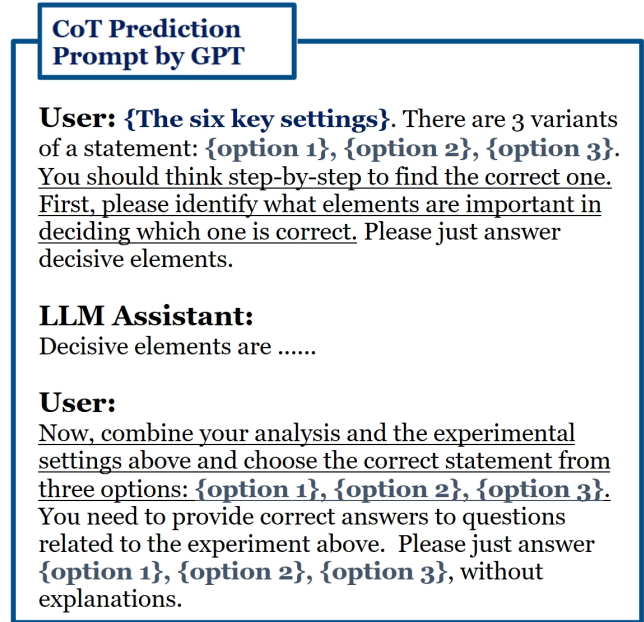 CoT Prediction
Prompt by GPT
User: {The six key settings}. There are 3 variants
of a statement: {option 1}, {option 2}, {option 3}.
You should think step-by-step to find the correct one.
First, please identify what elements are important in
deciding which one is correct. Please just answer
decisive elements.
LLM Assistant:
Decisive elements are ......
User:
Now, combine your analysis and the experimental
settings above and choose the correct statement from
three options: {option 1}, {option 2}, {option 3}.
You need to provide correct answers to questions
related to the experiment above.  Please just answer
{option 1}, {option 2}, {option 3}, without
explanations.